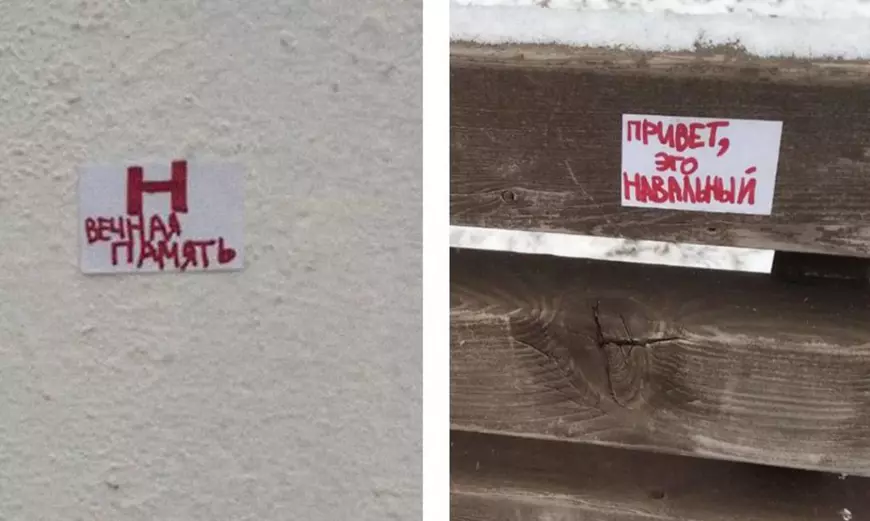 Н
ВЕЧНАЯ
ПАМЯТЬ
ПРИВЕТ,
ЭТО
НАВАЛЬНЫЙ